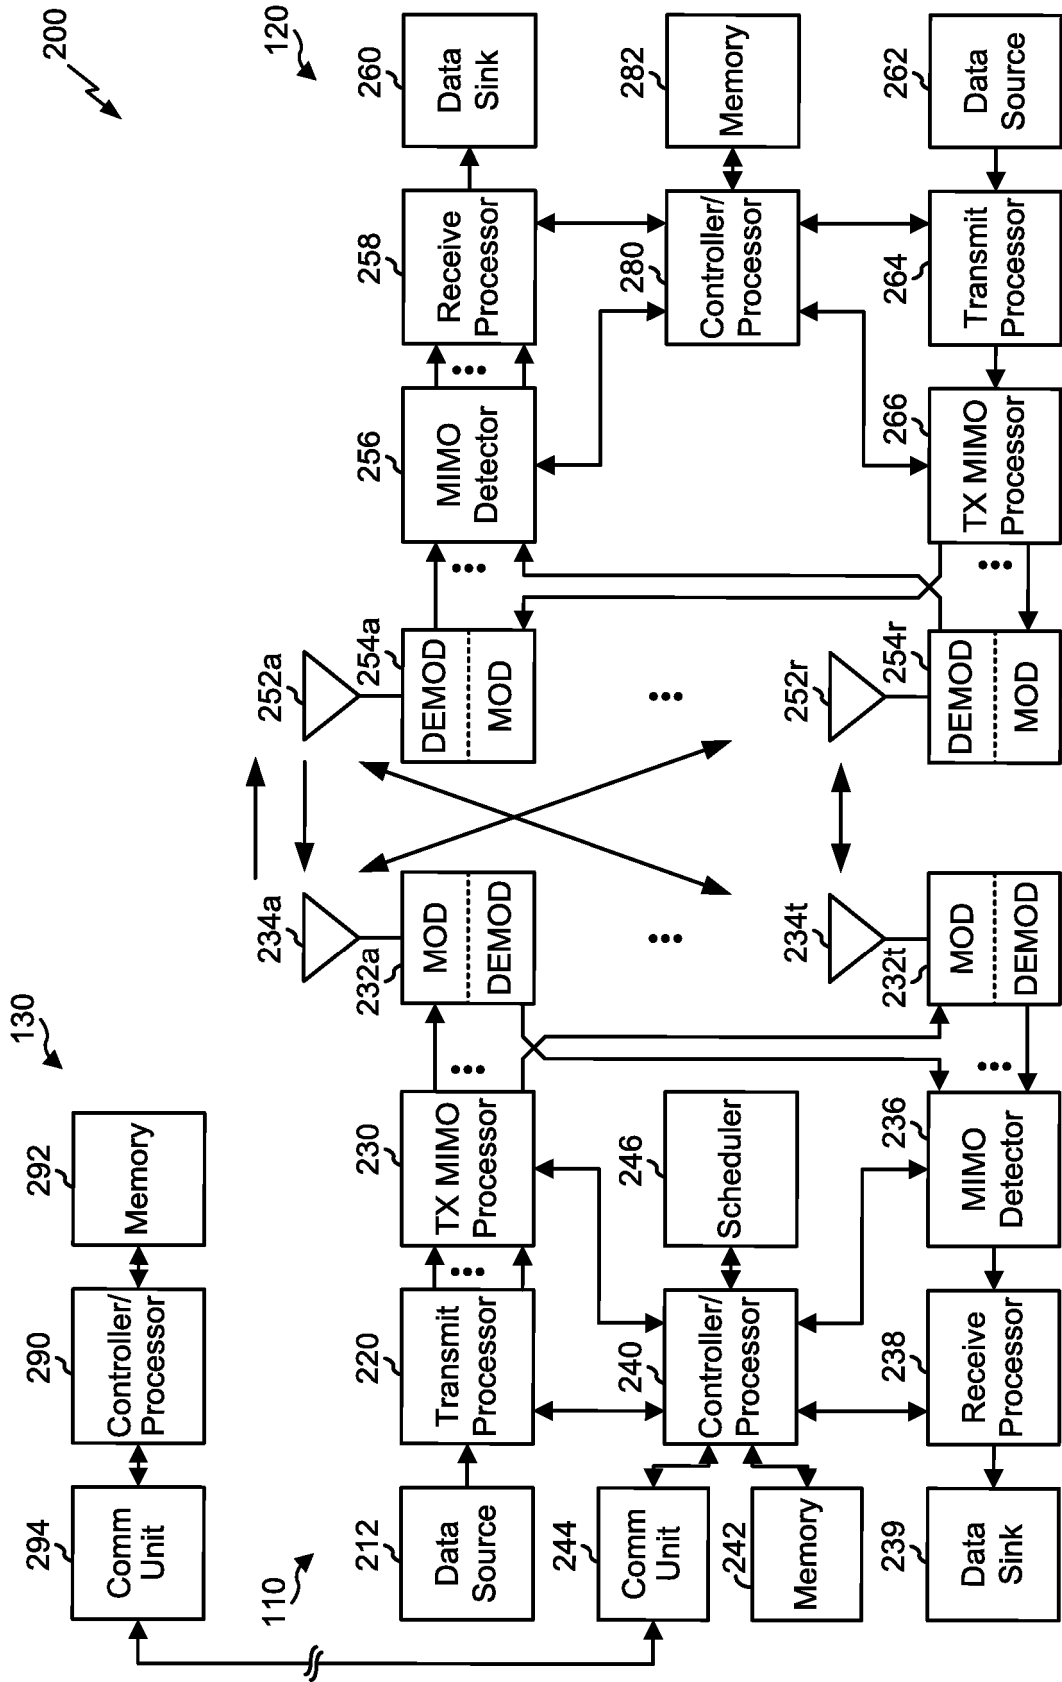 200
130
294
Comm
Unit
290
Controller/
Processor
292
Memory
110
120
212
Data
Source
220
Transmit
Processor
•••
230
TX MIMO
Processor
•••
232a
MOD
DEMOD
234a
252a
254a
DEMOD
MOD
•••
256
MIMO
Detector
•••
258
Receive
Processor
260
Data
Sink
244
Comm
Unit
242
Memory
240
Controller/
Processor
246
Scheduler
•••
•••
280
Controller/
Processor
282
Memory
239
Data
Sink
238
Receive
Processor
236
MIMO
Detector
•••
232t
MOD
DEMOD
234t
252r
254r
DEMOD
MOD
•••
266
TX MIMO
Processor
264
Transmit
Processor
262
Data
Source